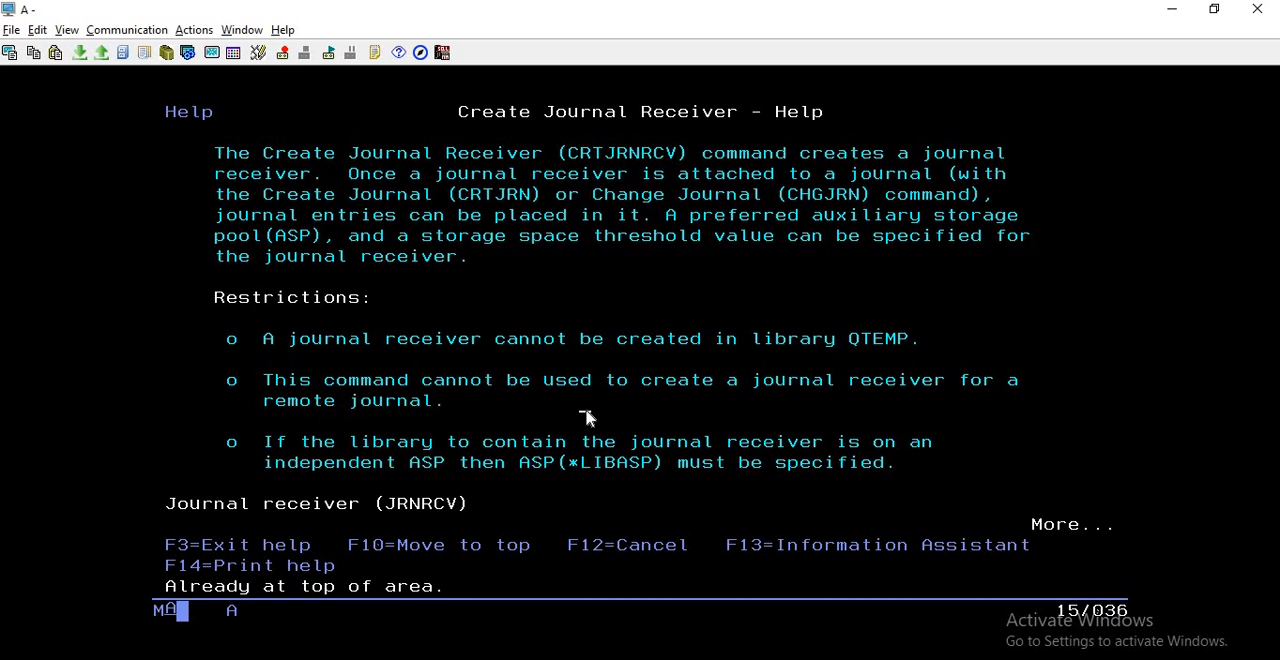 A -
File Edit View Communication Actions Window Help
Help Create Journal Receiver - Help
The Create Journal Receiver (CRTJRNRCV) command creates a journal
receiver. Once a journal receiver is attached to a journal (with
the Create Journal (CRTJRN) or Change Journal (CHGJRN) command),
journal entries can be placed in it. A preferred auxiliary storage
pool(ASP), and a storage space threshold value can be specified for
the journal receiver.
Restrictions:
o A journal receiver cannot be created in library QTEMP.
o This command cannot be used to create a journal receiver for a
remote journal.
o If the library to contain the journal receiver is on an
independent ASP then ASP(*LIBASP) must be specified.
Journal receiver (JRNRCV)
More...
F3=Exit help F10=Move to top F12=Cancel F13=Information Assistant
F14=Print help
Already at top of area.
MA A 15/036
Activate Windows
Go to Settings to activate Windows.